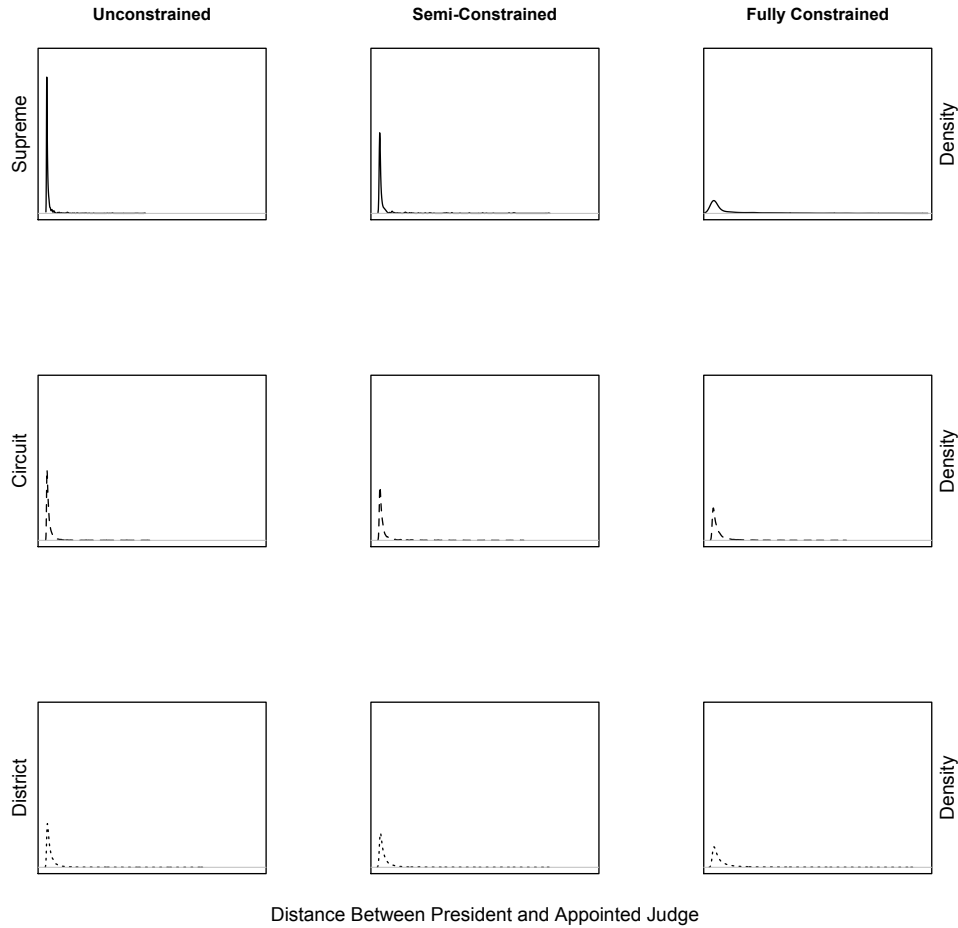 Unconstrained
Semi-Constrained
Fully Constrained
Supreme
Density
Circuit
Density
District
Density
Distance Between President and Appointed Judge